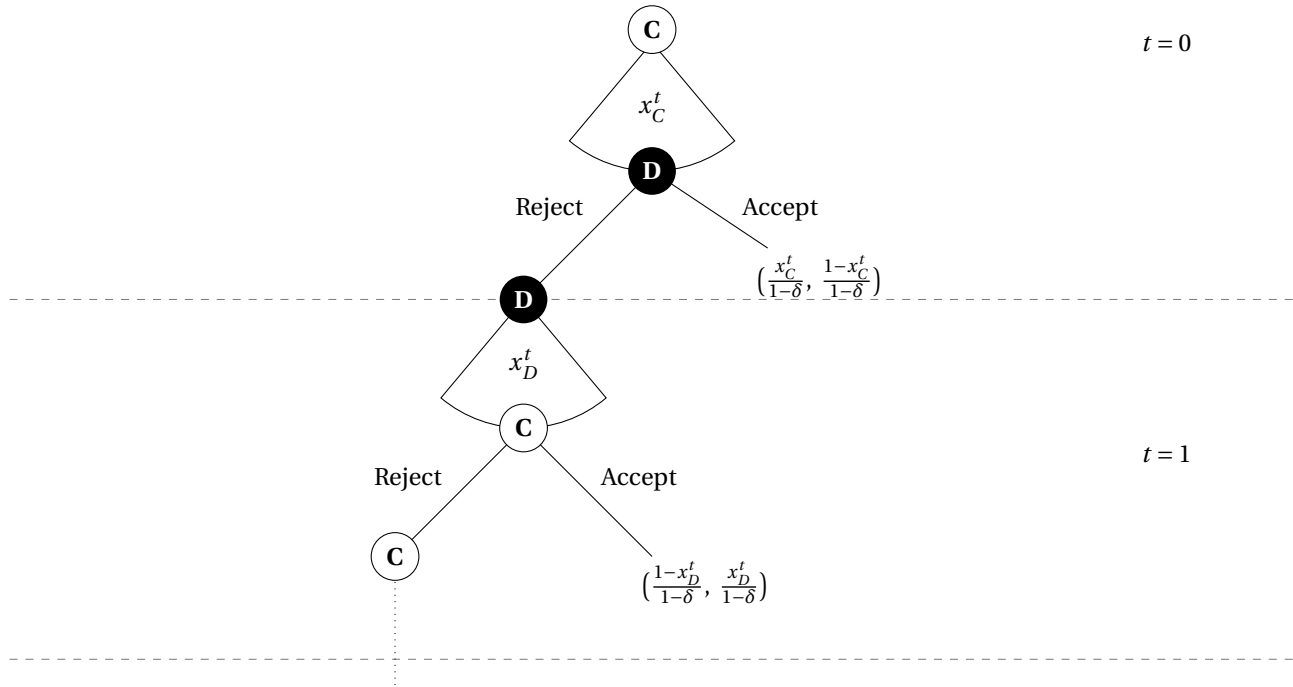 C
t = 0
x_C^t
D
Reject
Accept
(x_C^t/(1−δ), (1−x_C^t)/(1−δ))
D
x_D^t
C
t = 1
Reject
Accept
C
((1−x_D^t)/(1−δ), x_D^t/(1−δ))